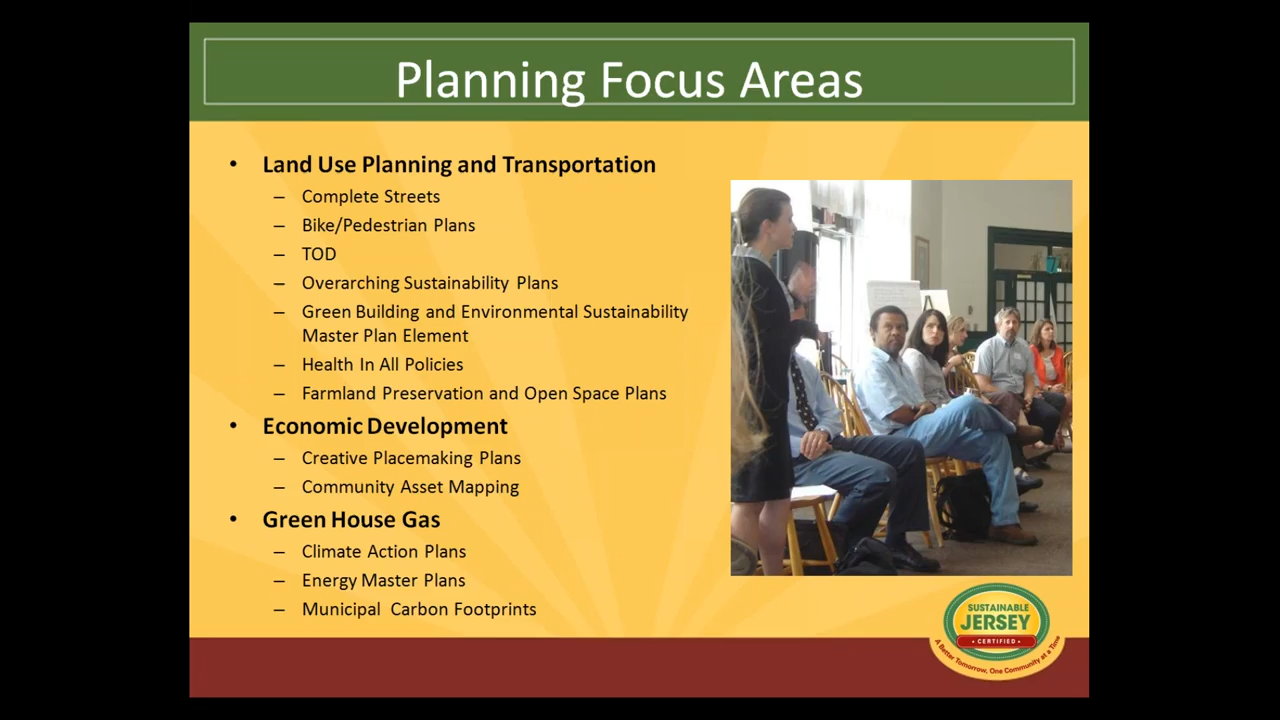 Planning Focus Areas
• Land Use Planning and Transportation
– Complete Streets
– Bike/Pedestrian Plans
– TOD
– Overarching Sustainability Plans
– Green Building and Environmental Sustainability
Master Plan Element
– Health In All Policies
– Farmland Preservation and Open Space Plans
• Economic Development
– Creative Placemaking Plans
– Community Asset Mapping
• Green House Gas
– Climate Action Plans
– Energy Master Plans
– Municipal Carbon Footprints
SUSTAINABLE
JERSEY
• CERTIFIED •
A Better Tomorrow, One Community at a Time